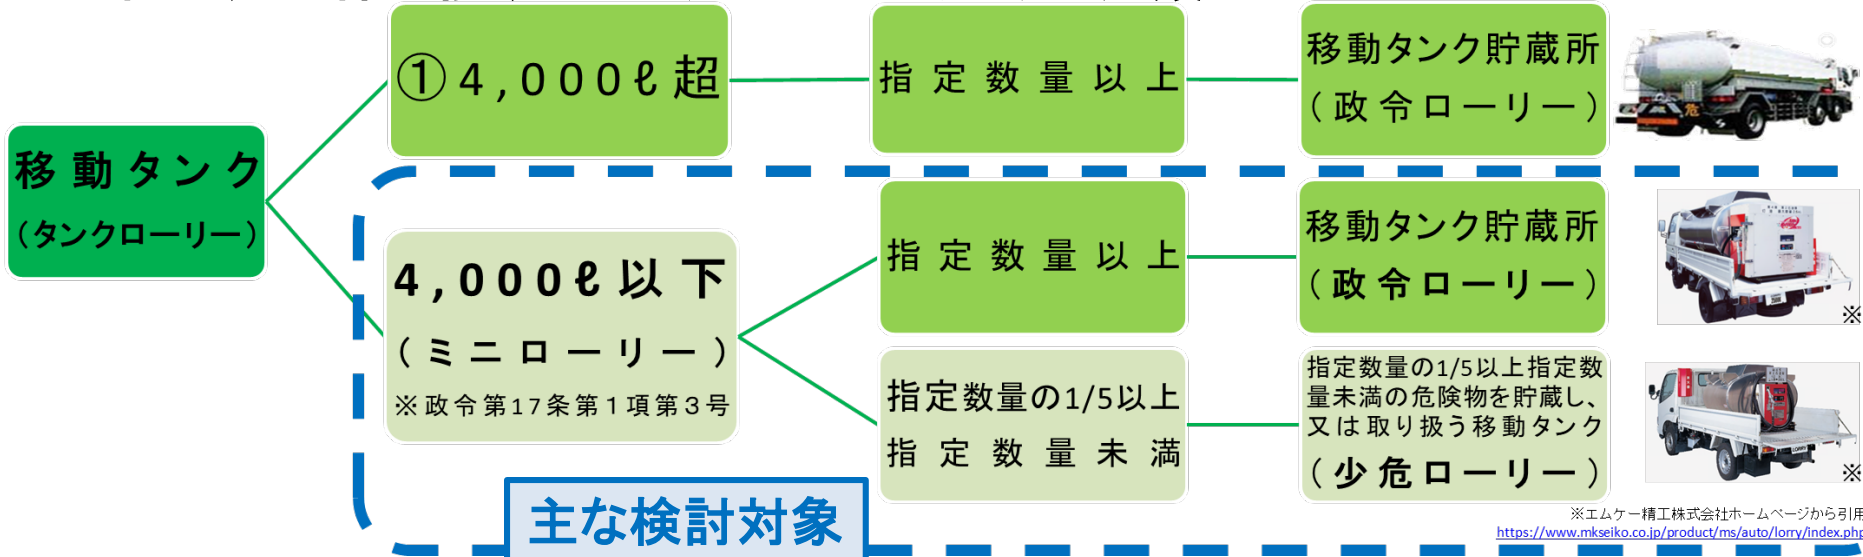 移動タンク
（タンクローリー）
①4,000ℓ超
指定数量以上
移動タンク貯蔵所
（政令ローリー）
4,000ℓ以下
（ミニローリー）
※政令第17条第1項第3号
指定数量以上
移動タンク貯蔵所
（政令ローリー）
※
指定数量の1/5以上
指定数量未満
指定数量の1/5以上指定数
量未満の危険物を貯蔵し、
又は取り扱う移動タンク
（少危ローリー）
※
主な検討対象
※エムケー精工株式会社ホームページから引用
https://www.mkseiko.co.jp/product/ms/auto/lorry/index.php